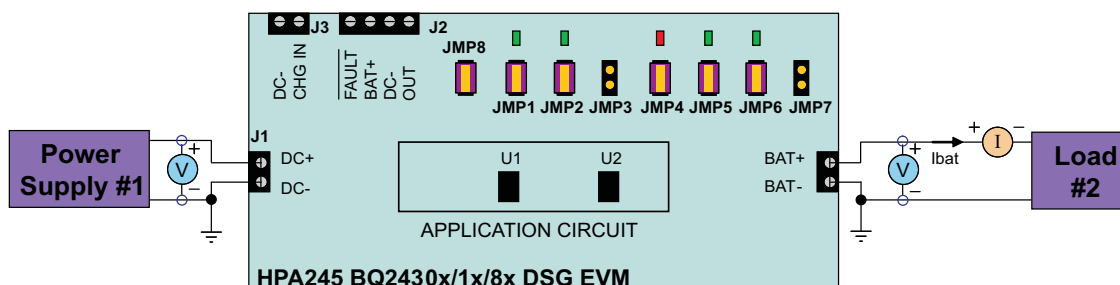 J3
J2
JMP8
DC-
CHG IN
FAULT
BAT+
DC-
OUT
JMP1
JMP2
JMP3
JMP4
JMP5
JMP6
JMP7
J1
Power
Supply #1
+
V
−
DC+
DC-
U1
U2
BAT+
BAT-
+
V
−
Ibat
+
I
−
Load
#2
APPLICATION CIRCUIT
HPA245 BQ2430x/1x/8x DSG EVM